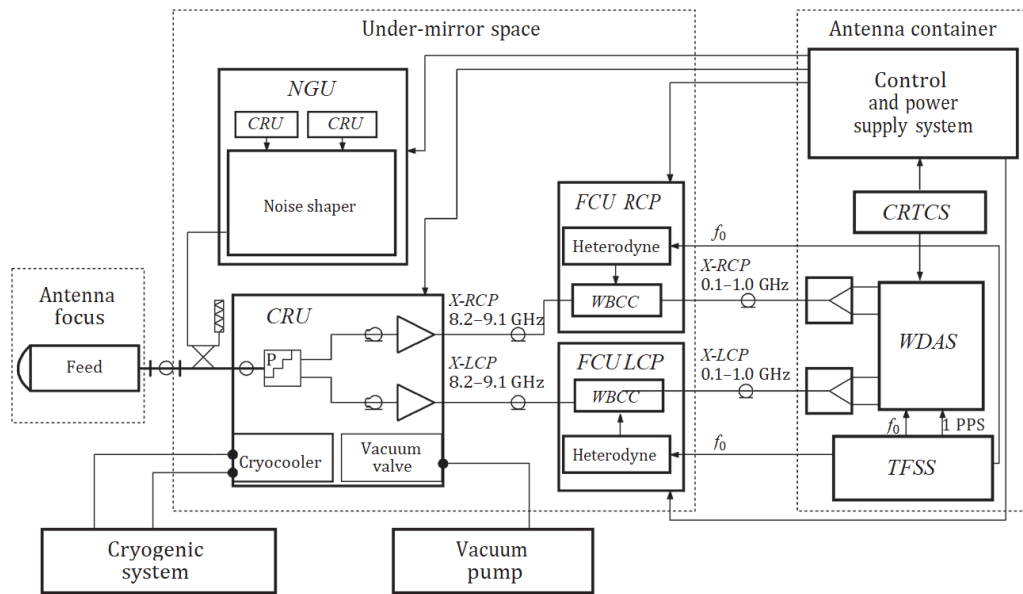 Under-mirror space
Antenna container
NGU
CRU
CRU
Noise shaper
Control
and power
supply system
FCU RCP
Heterodyne
WBCC
f₀
CRTCS
X-RCP
0.1–1.0 GHz
Antenna
focus
Feed
CRU
P
X-RCP
8.2–9.1 GHz
X-LCP
8.2–9.1 GHz
FCU LCP
WBCC
Heterodyne
X-LCP
0.1–1.0 GHz
f₀
WDAS
f₀
1 PPS
TFSS
Cryocooler
Vacuum
valve
Cryogenic
system
Vacuum
pump